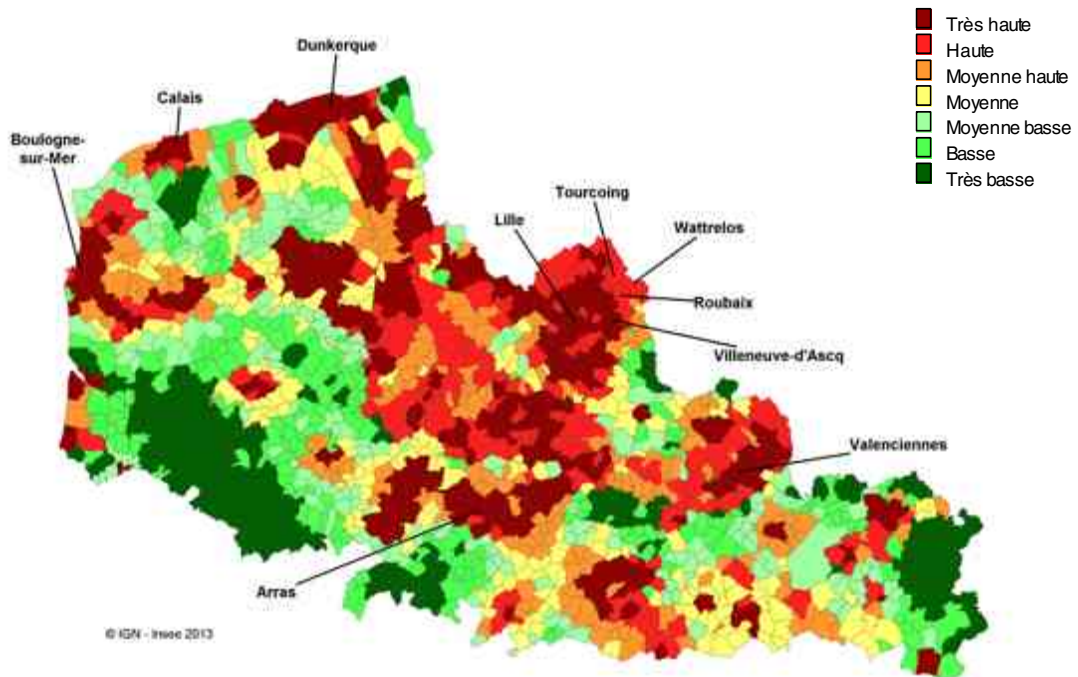 Très haute
Haute
Moyenne haute
Moyenne
Moyenne basse
Basse
Très basse
Dunkerque
Calais
Boulogne-
sur-Mer
Tourcoing
Lille
Wattrelos
Roubaix
Villeneuve-d'Ascq
Valenciennes
Arras
© IGN - Insee 2013